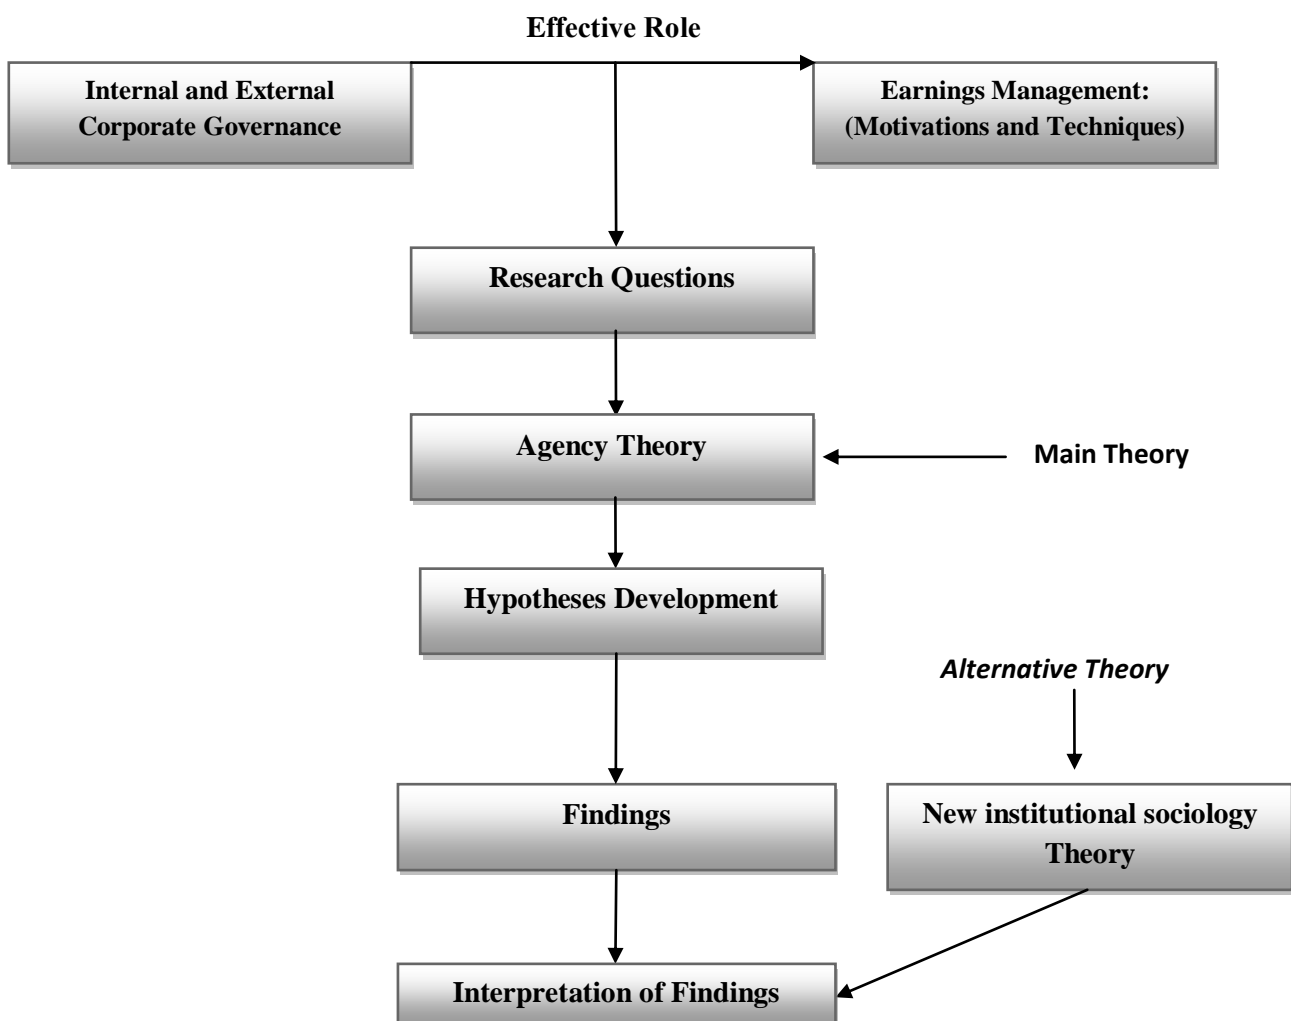 Effective Role
Internal and External
Corporate Governance
Earnings Management:
(Motivations and Techniques)
Research Questions
Agency Theory
Main Theory
Hypotheses Development
Alternative Theory
Findings
New institutional sociology
Theory
Interpretation of Findings